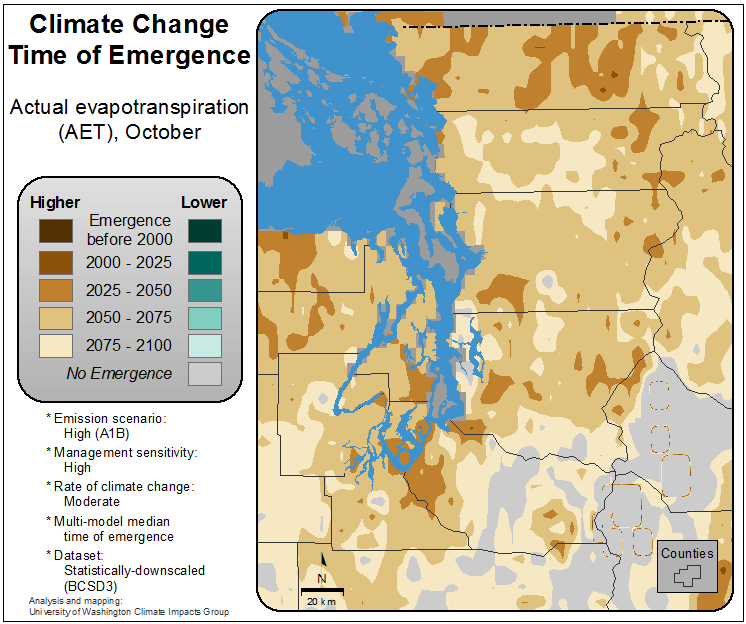 Climate Change
Time of Emergence
Actual evapotranspiration
(AET), October
Higher
Lower
Emergence
before 2000
2000 - 2025
2025 - 2050
2050 - 2075
2075 - 2100
No Emergence
* Emission scenario:
High (A1B)
* Management sensitivity:
High
* Rate of climate change:
Moderate
* Multi-model median
time of emergence
* Dataset:
Statistically-downscaled
(BCSD3)
Analysis and mapping:
University of Washington Climate Impacts Group
N
20 km
Counties